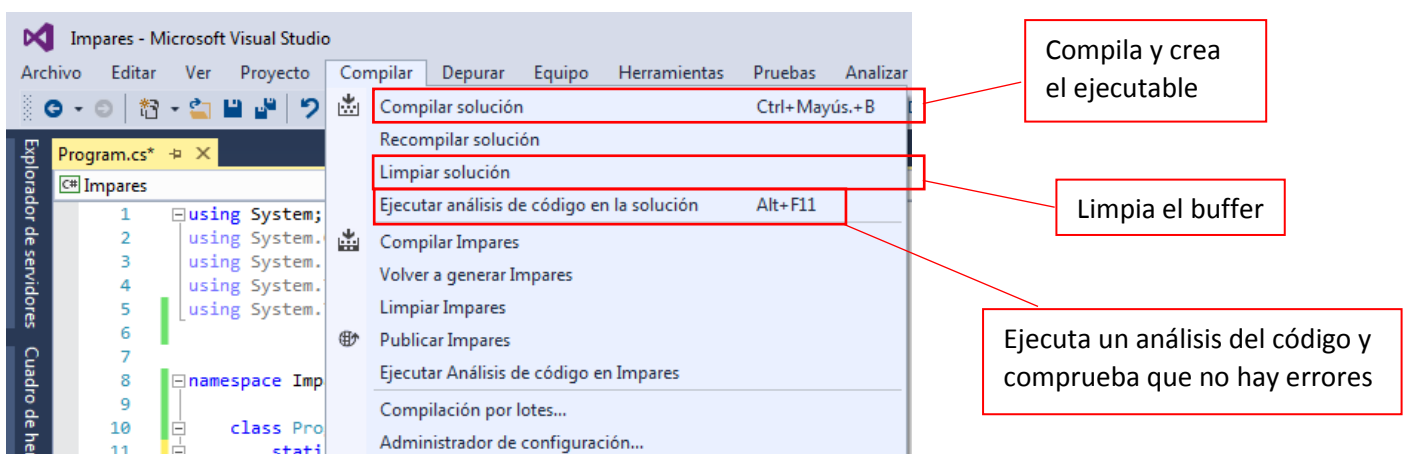 Impares - Microsoft Visual Studio
Archivo Editar Ver Proyecto Compilar Depurar Equipo Herramientas Pruebas Analizar
Compilar solución Ctrl+Mayús.+B
Recompilar solución
Limpiar solución
Ejecutar análisis de código en la solución Alt+F11
Compilar Impares
Volver a generar Impares
Limpiar Impares
Publicar Impares
Ejecutar Análisis de código en Impares
Compilación por lotes...
Administrador de configuración...
Explorador de servidores
Cuadro de he
Program.cs*
C# Impares
1 using System;
2 using System.
3 using System.
4 using System.
5 using System.
6
7
8 namespace Imp
9
10 class Pro
11 stati
Compila y crea
el ejecutable
Limpia el buffer
Ejecuta un análisis del código y
comprueba que no hay errores